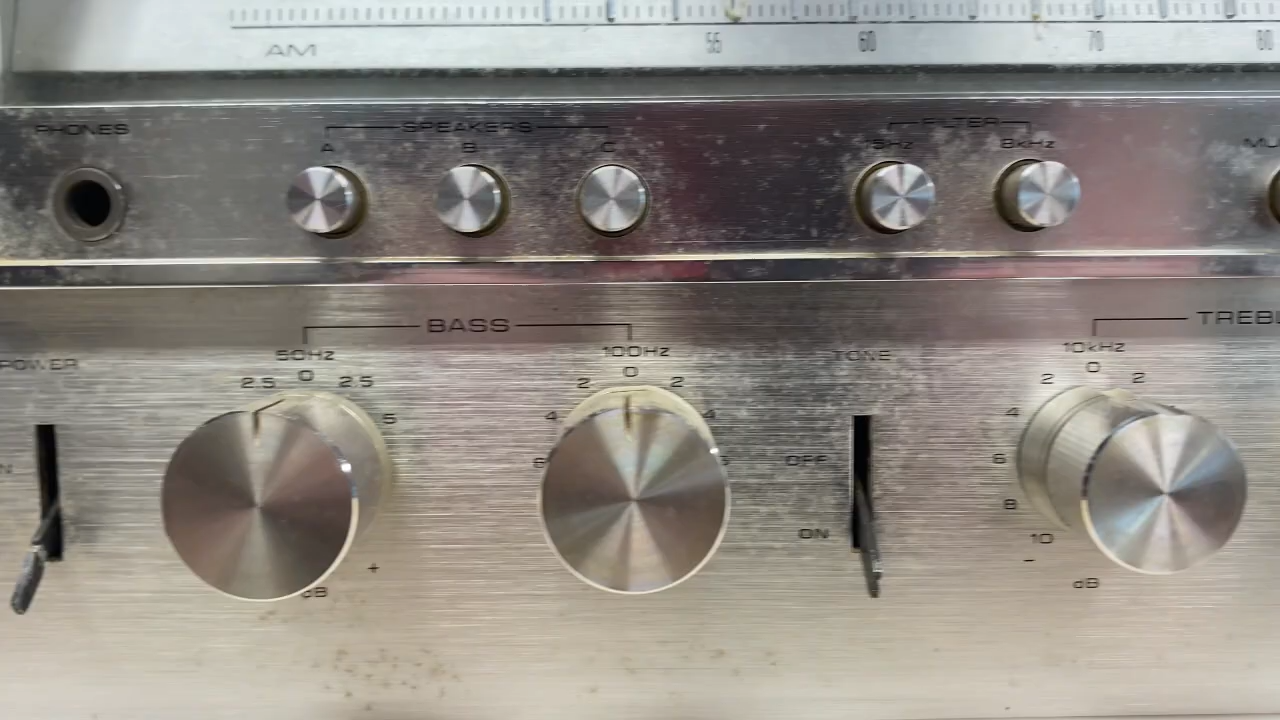 AM 55 60 70 80
PHONES SPEAKERS FILTER
A B C 8kHz
BASS
POWER 50Hz 100Hz TONE 10kHz
2.5 0 2.5 2 0 2 2 0 2
5 4 4 4
OFF 6
8
ON 10
+ -
dB dB